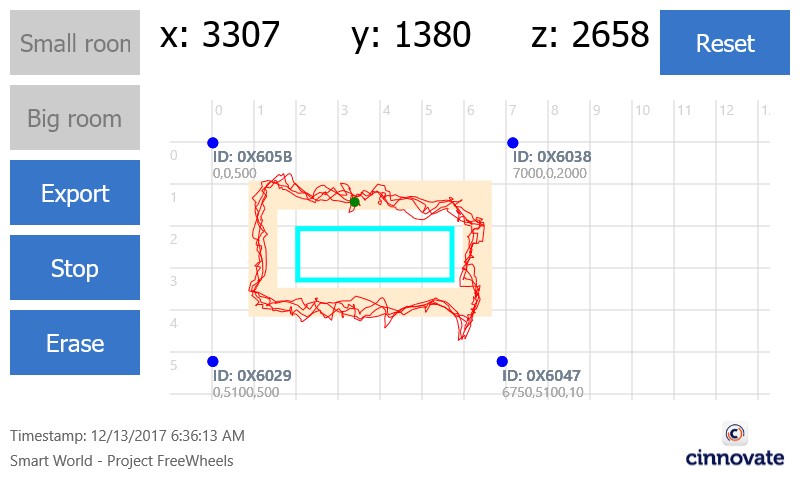 Small room
x: 3307 y: 1380 z: 2658
Reset
Big room
Export
Stop
Erase
0 1 2 3 4 5 6 7 8 9 10 11 12 1.
0
1
2
3
4
5
ID: 0X605B
0,0,500
ID: 0X6038
7000,0,2000
ID: 0X6029
0,5100,500
ID: 0X6047
6750,5100,10
Timestamp: 12/13/2017 6:36:13 AM
Smart World - Project FreeWheels
cinnovate